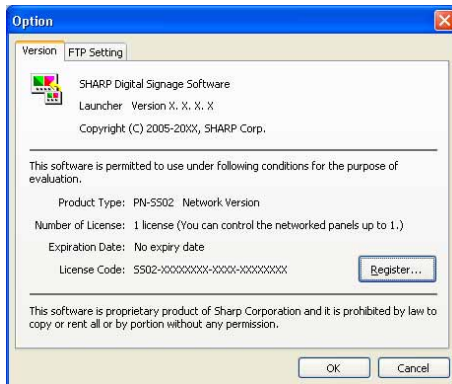 Option
Version FTP Setting
SHARP Digital Signage Software
Launcher Version X. X. X. X
Copyright (C) 2005-20XX, SHARP Corp.
This software is permitted to use under following conditions for the purpose of
evaluation.
Product Type: PN-SS02 Network Version
Number of License: 1 license (You can control the networked panels up to 1.)
Expiration Date: No expiry date
License Code: SS02-XXXXXXXX-XXXX-XXXXXXXX
Register...
This software is proprietary product of Sharp Corporation and it is prohibited by law to
copy or rent all or by portion without any permission.
OK Cancel